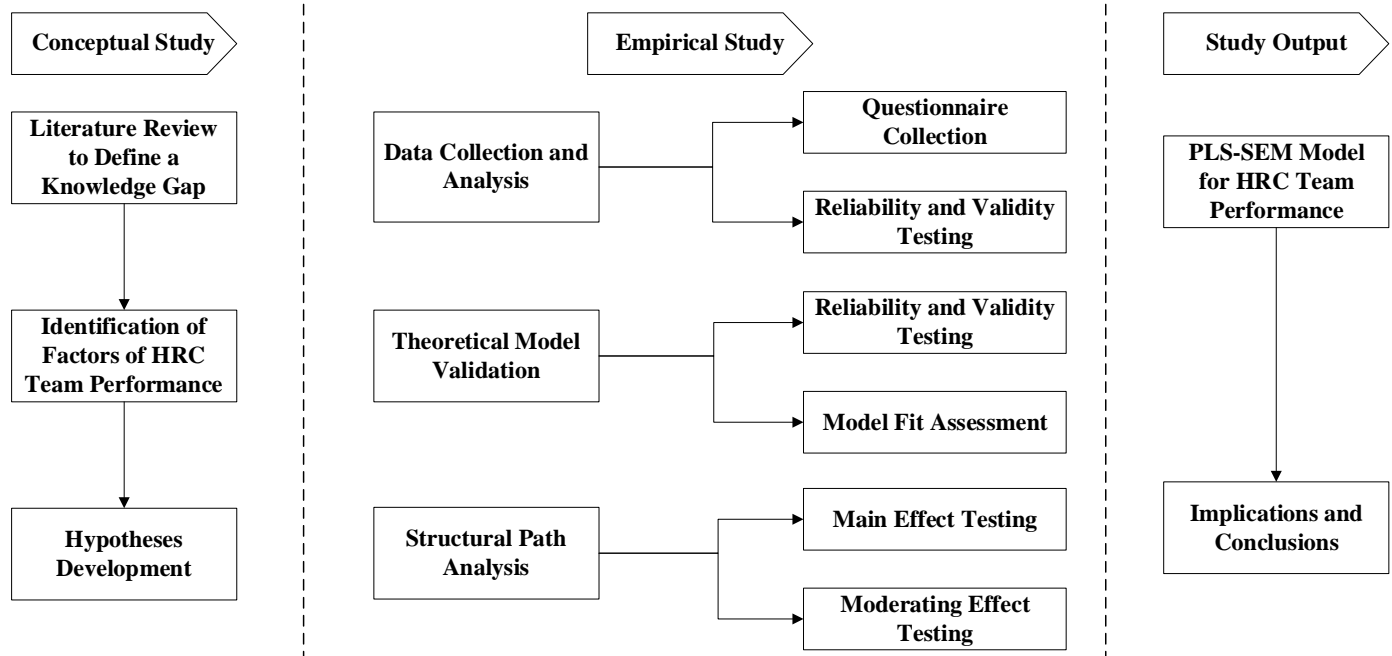 Conceptual Study
Literature Review
to Define a
Knowledge Gap
Identification of
Factors of HRC
Team Performance
Hypotheses
Development
Empirical Study
Data Collection and
Analysis
Questionnaire
Collection
Reliability and Validity
Testing
Theoretical Model
Validation
Reliability and Validity
Testing
Model Fit Assessment
Structural Path
Analysis
Main Effect Testing
Moderating Effect
Testing
Study Output
PLS-SEM Model
for HRC Team
Performance
Implications and
Conclusions